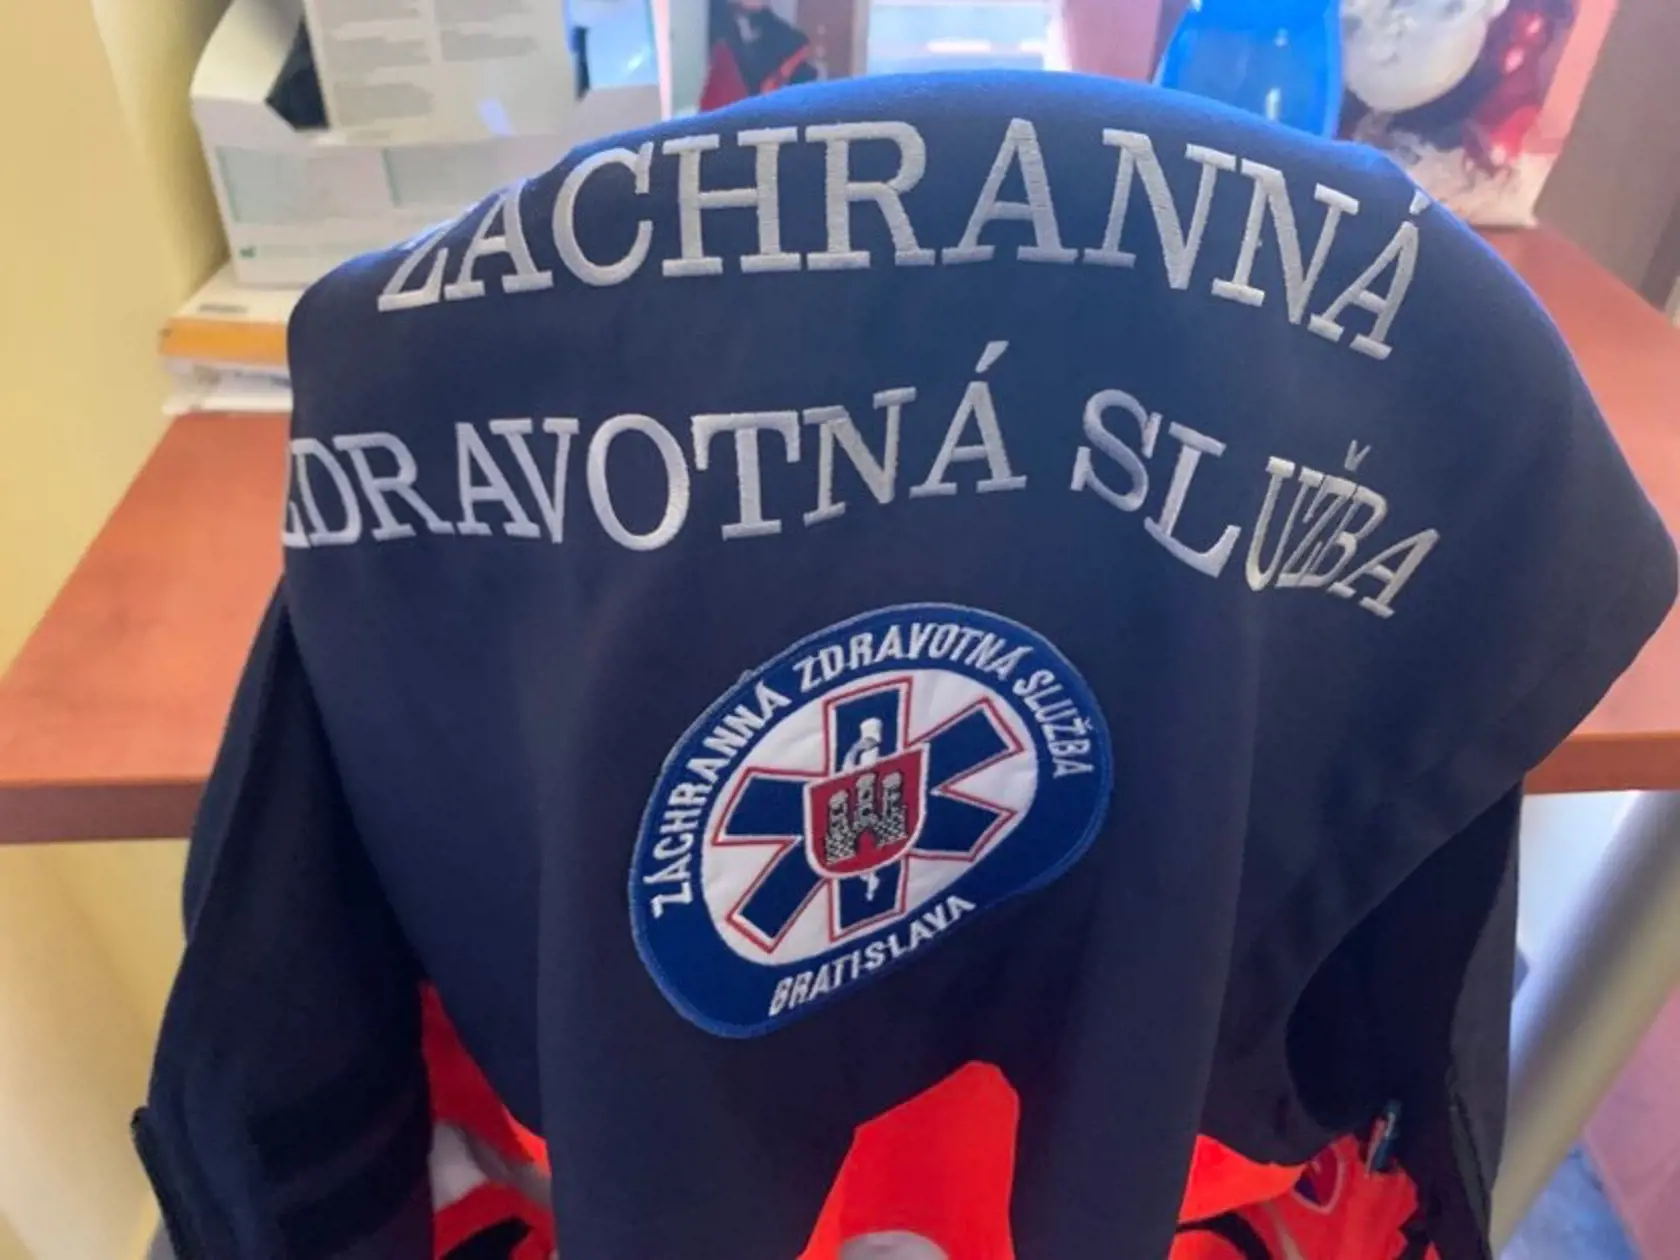 ZÁCHRANNÁ
ZDRAVOTNÁ SLUŽBA
ZÁCHRANNÁ ZDRAVOTNÁ SLUŽBA
BRATISLAVA